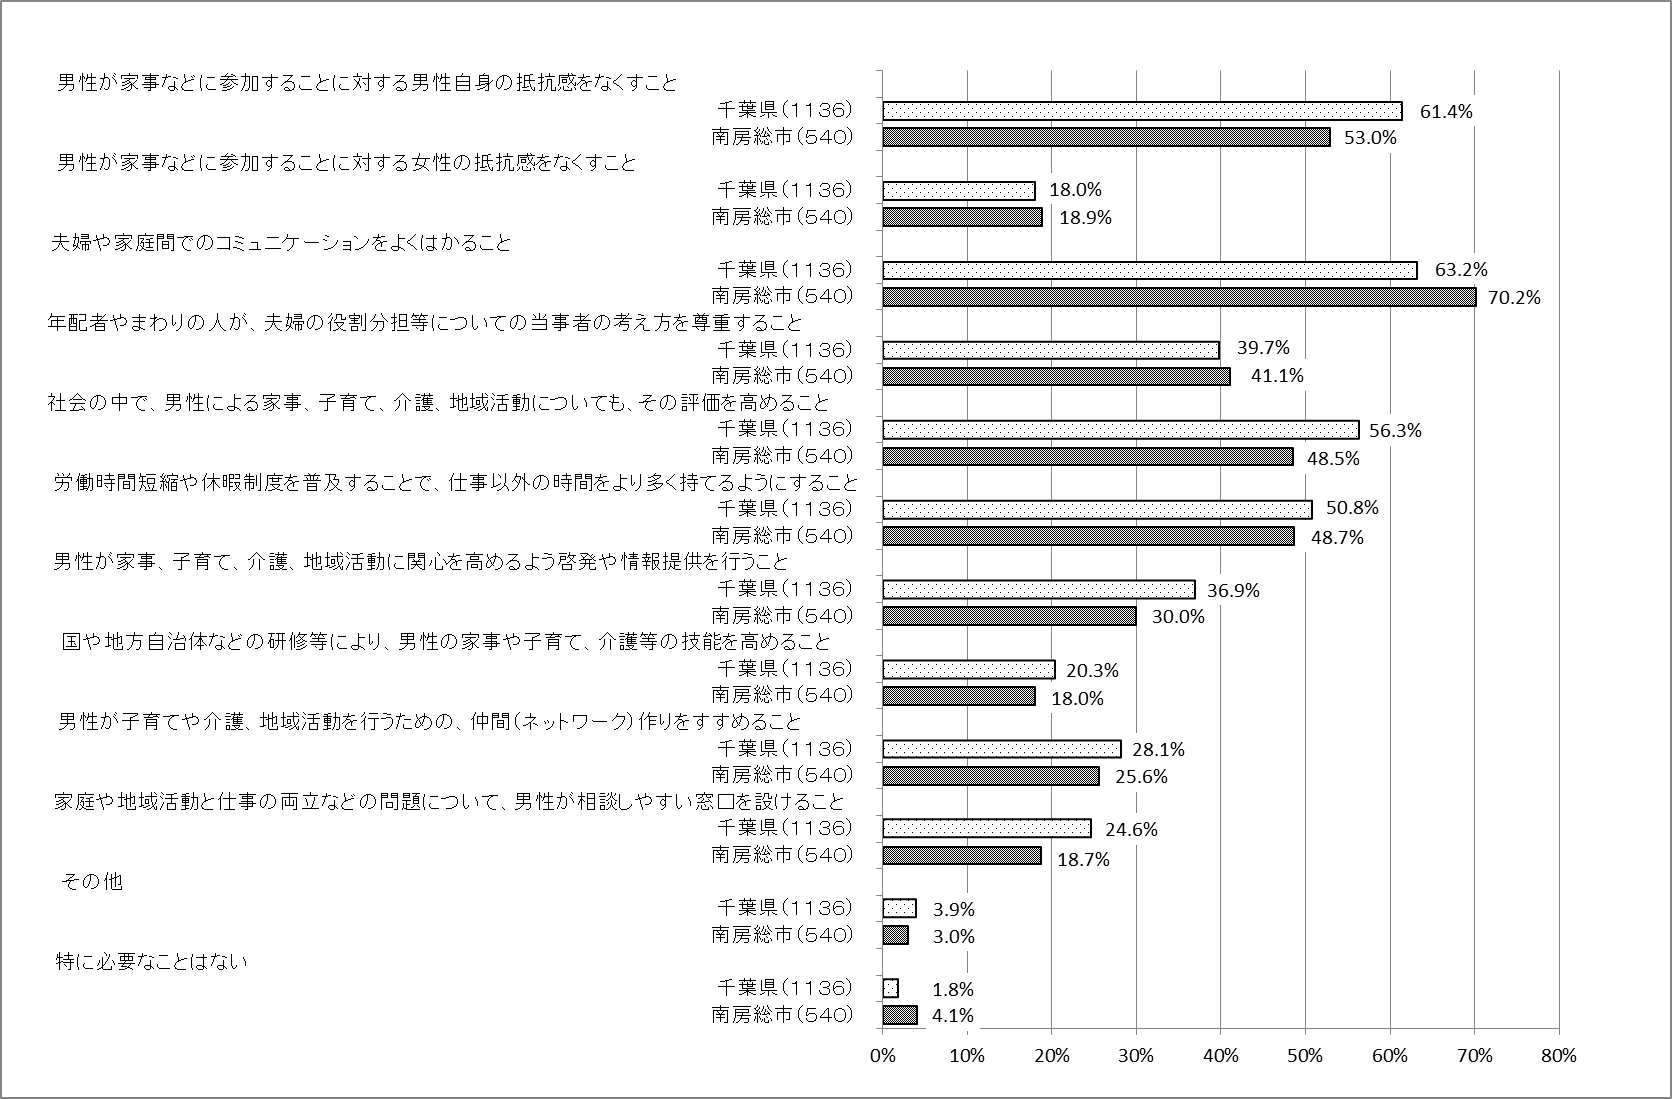 男性が家事などに参加することに対する男性自身の抵抗感をなくすこと
千葉県（1136） 61.4%
南房総市（540） 53.0%
男性が家事などに参加することに対する女性の抵抗感をなくすこと
千葉県（1136） 18.0%
南房総市（540） 18.9%
夫婦や家庭間でのコミュニケーションをよくはかること
千葉県（1136） 63.2%
南房総市（540） 70.2%
年配者やまわりの人が、夫婦の役割分担等についての当事者の考え方を尊重すること
千葉県（1136） 39.7%
南房総市（540） 41.1%
社会の中で、男性による家事、子育て、介護、地域活動についても、その評価を高めること
千葉県（1136） 56.3%
南房総市（540） 48.5%
労働時間短縮や休暇制度を普及することで、仕事以外の時間をより多く持てるようにすること
千葉県（1136） 50.8%
南房総市（540） 48.7%
男性が家事、子育て、介護、地域活動に関心を高めるよう啓発や情報提供を行うこと
千葉県（1136） 36.9%
南房総市（540） 30.0%
国や地方自治体などの研修等により、男性の家事や子育て、介護等の技能を高めること
千葉県（1136） 20.3%
南房総市（540） 18.0%
男性が子育てや介護、地域活動を行うための、仲間（ネットワーク）作りをすすめること
千葉県（1136） 28.1%
南房総市（540） 25.6%
家庭や地域活動と仕事の両立などの問題について、男性が相談しやすい窓口を設けること
千葉県（1136） 24.6%
南房総市（540） 18.7%
その他
千葉県（1136） 3.9%
南房総市（540） 3.0%
特に必要なことはない
千葉県（1136） 1.8%
南房総市（540） 4.1%
0% 10% 20% 30% 40% 50% 60% 70% 80%